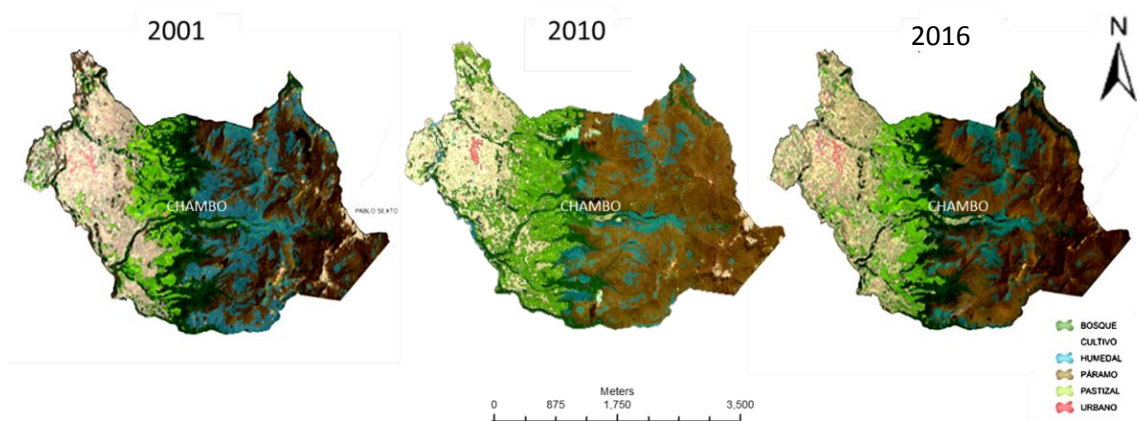 2001
2010
2016
N
CHAMBO
PABLO SEXTO
CHAMBO
CHAMBO
BOSQUE
CULTIVO
HUMEDAL
PÁRAMO
PASTIZAL
URBANO
Meters
0 875 1,750 3,500